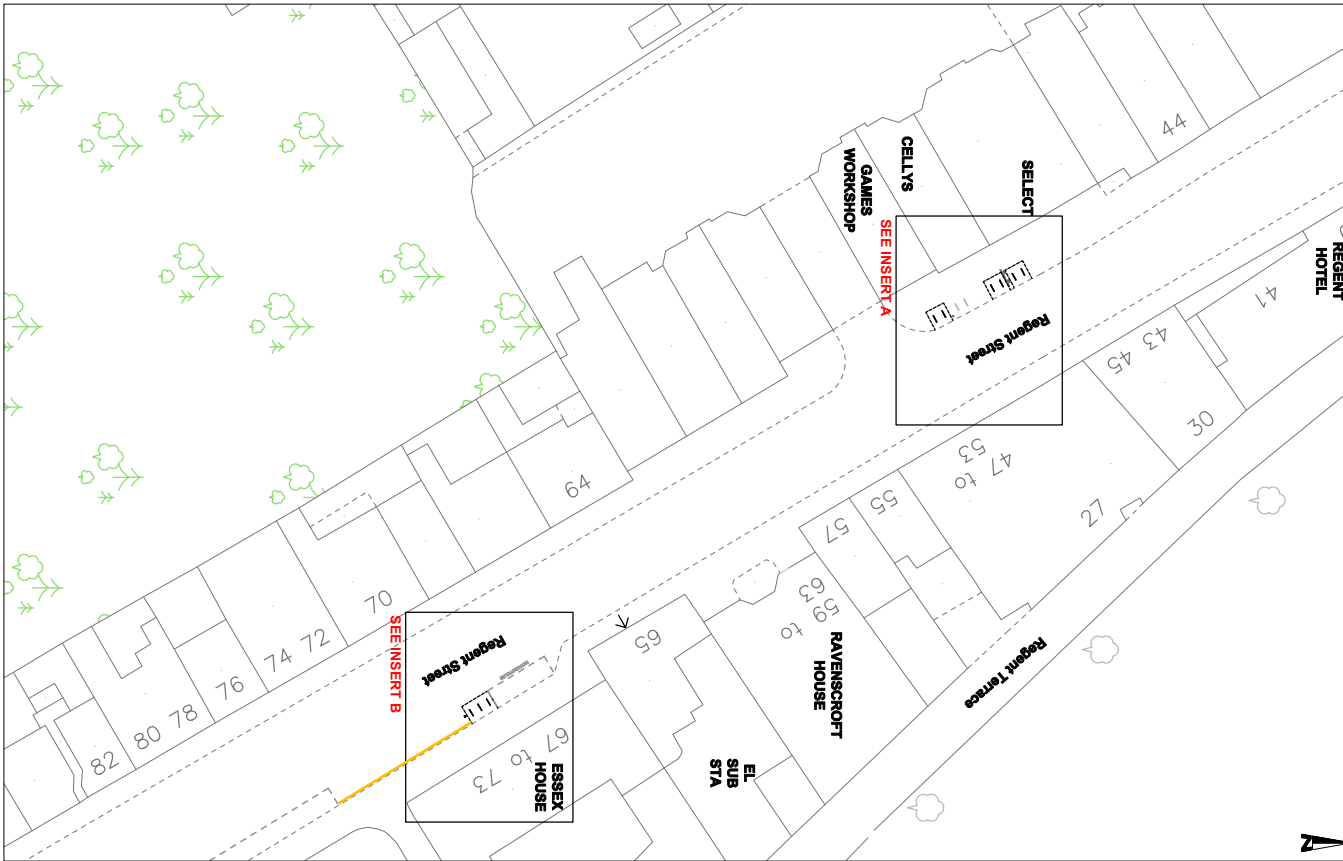 44
SELECT
CELLYS
GAMES
WORKSHOP
SEE INSERT A
Regent Street
REGENT
HOTEL
41
43
45
30
47 to
53
27
55
57
59 to
63
RAVENSCROFT
HOUSE
Regent Terrace
64
65
70
72
74
76
78
80
82
SEE INSERT B
Regent Street
67 to 73
ESSEX
HOUSE
EL
SUB
STA
N